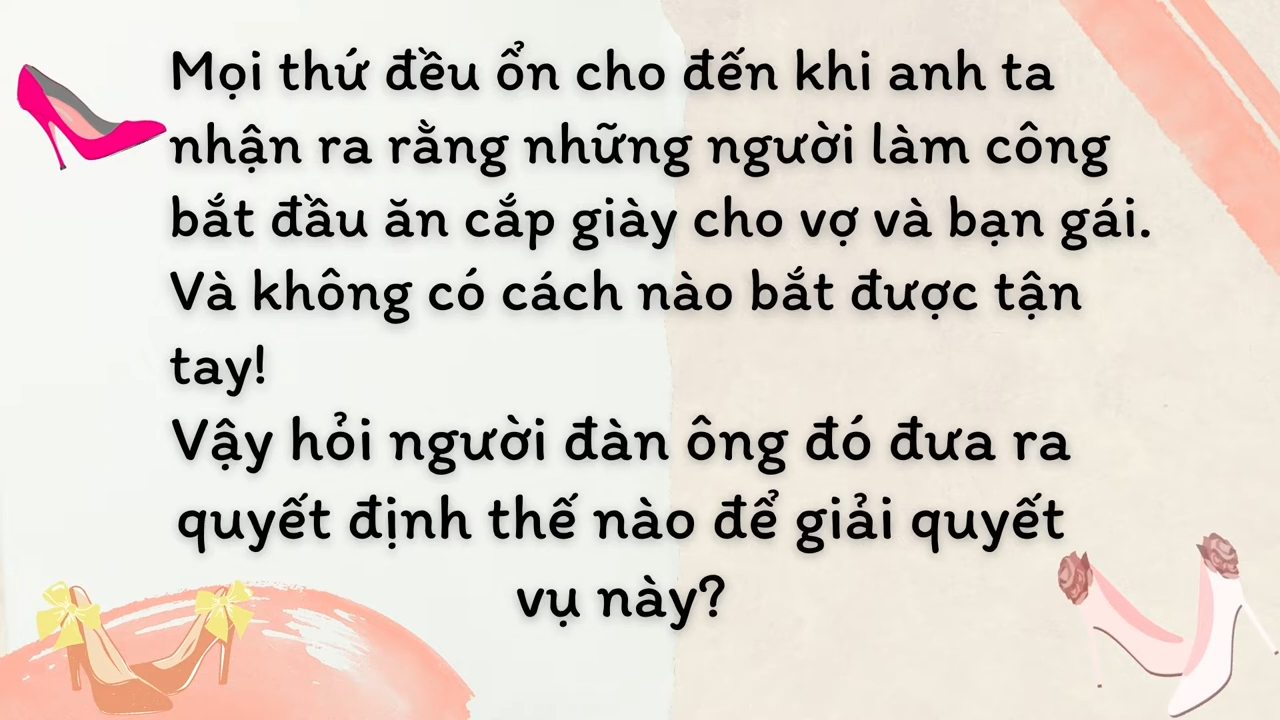 Mọi thứ đều ổn cho đến khi anh ta
nhận ra rằng những người làm công
bắt đầu ăn cắp giày cho vợ và bạn gái.
Và không có cách nào bắt được tận
tay!
Vậy hỏi người đàn ông đó đưa ra
quyết định thế nào để giải quyết
vụ này?